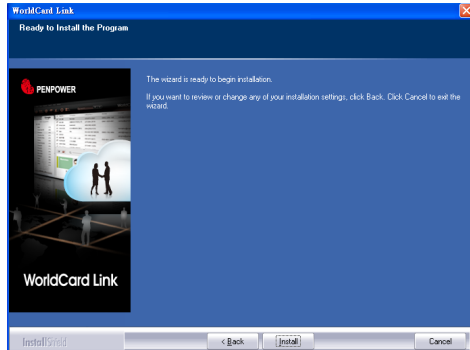 WorldCard Link
Ready to Install the Program
PENPOWER
The wizard is ready to begin installation.
If you want to review or change any of your installation settings, click Back. Click Cancel to exit the
wizard.
WorldCard Link
InstallShield
< Back
Install
Cancel